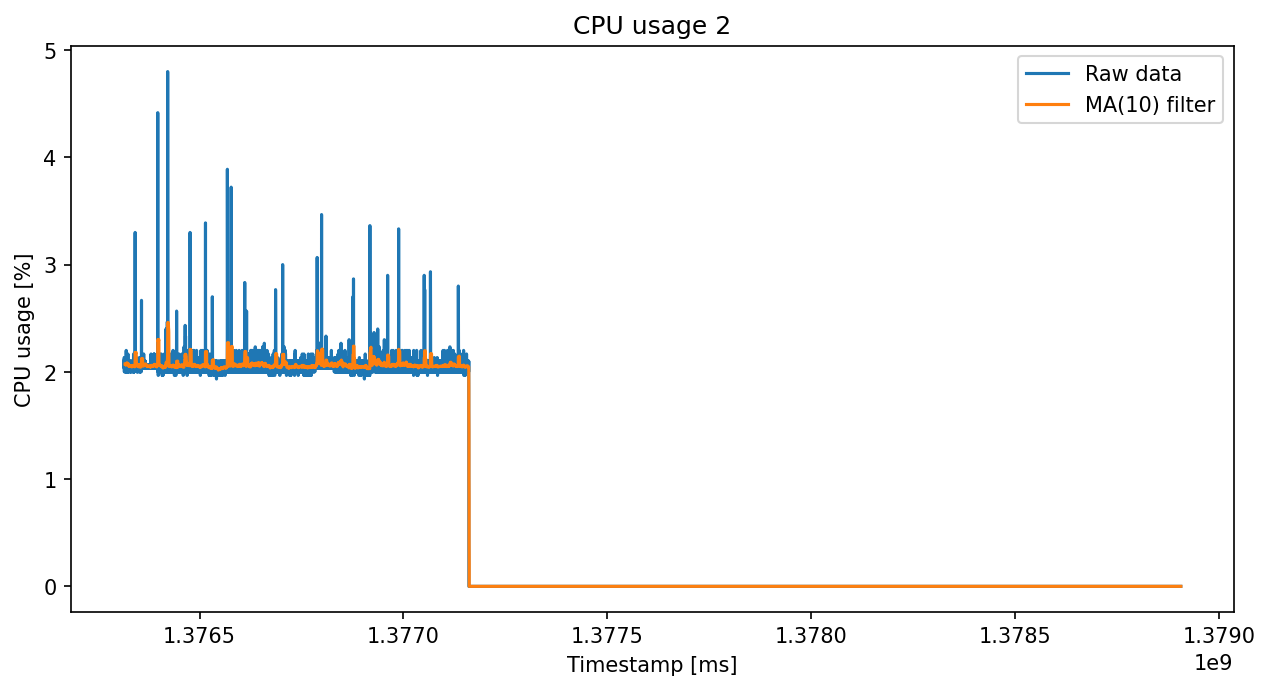 CPU usage 2
Raw data
MA(10) filter
CPU usage [%]
5
4
3
2
1
0
1.3765 1.3770 1.3775 1.3780 1.3785 1.3790
1e9
Timestamp [ms]